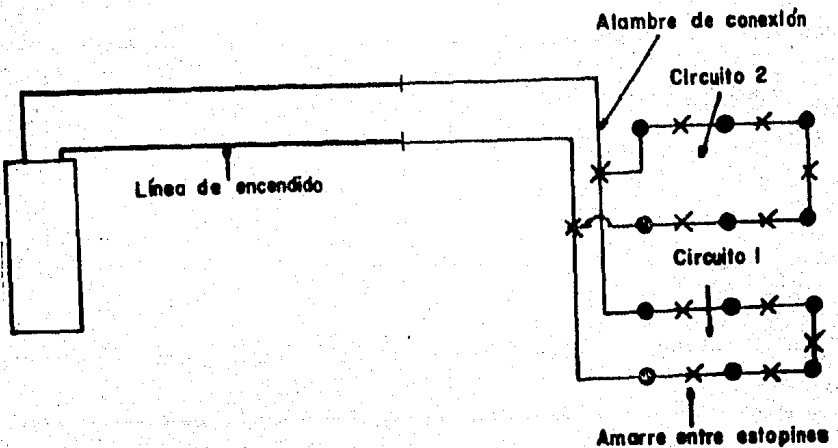 Alambre de conexión
Circuito 2
Línea de encendido
Circuito 1
Amarre entre estopines